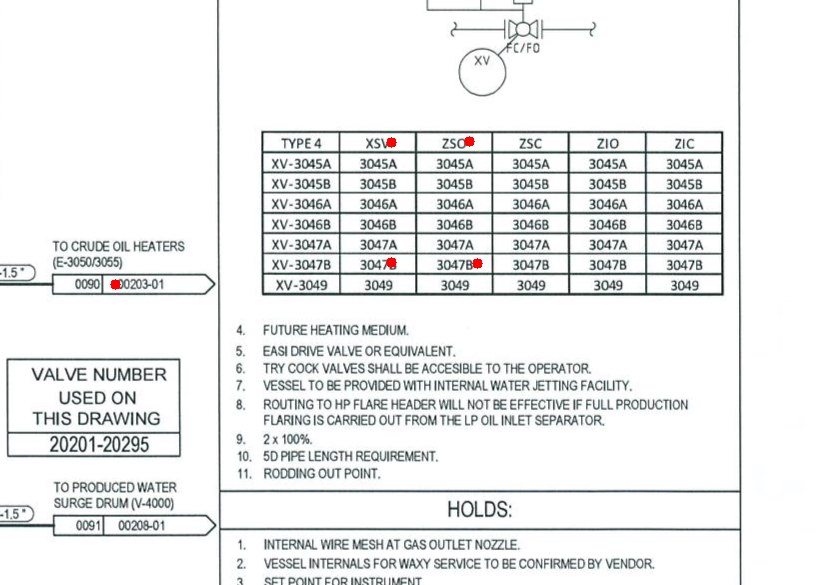 FC/FO
XV
TYPE 4 XSV ZSO ZSC ZIO ZIC
XV-3045A 3045A 3045A 3045A 3045A 3045A
XV-3045B 3045B 3045B 3045B 3045B 3045B
XV-3046A 3046A 3046A 3046A 3046A 3046A
XV-3046B 3046B 3046B 3046B 3046B 3046B
XV-3047A 3047A 3047A 3047A 3047A 3047A
XV-3047B 3047B 3047B 3047B 3047B 3047B
XV-3049 3049 3049 3049 3049 3049
TO CRUDE OIL HEATERS
(E-3050/3055)
-1.5"
0090 00203-01
VALVE NUMBER
USED ON
THIS DRAWING
20201-20295
TO PRODUCED WATER
SURGE DRUM (V-4000)
-1.5"
0091 00208-01
4. FUTURE HEATING MEDIUM.
5. EASI DRIVE VALVE OR EQUIVALENT.
6. TRY COCK VALVES SHALL BE ACCESIBLE TO THE OPERATOR.
7. VESSEL TO BE PROVIDED WITH INTERNAL WATER JETTING FACILITY.
8. ROUTING TO HP FLARE HEADER WILL NOT BE EFFECTIVE IF FULL PRODUCTION
FLARING IS CARRIED OUT FROM THE LP OIL INLET SEPARATOR.
9. 2 x 100%.
10. 5D PIPE LENGTH REQUIREMENT.
11. RODDING OUT POINT.
HOLDS:
1. INTERNAL WIRE MESH AT GAS OUTLET NOZZLE.
2. VESSEL INTERNALS FOR WAXY SERVICE TO BE CONFIRMED BY VENDOR.
3. SET POINT FOR INSTRUMENT